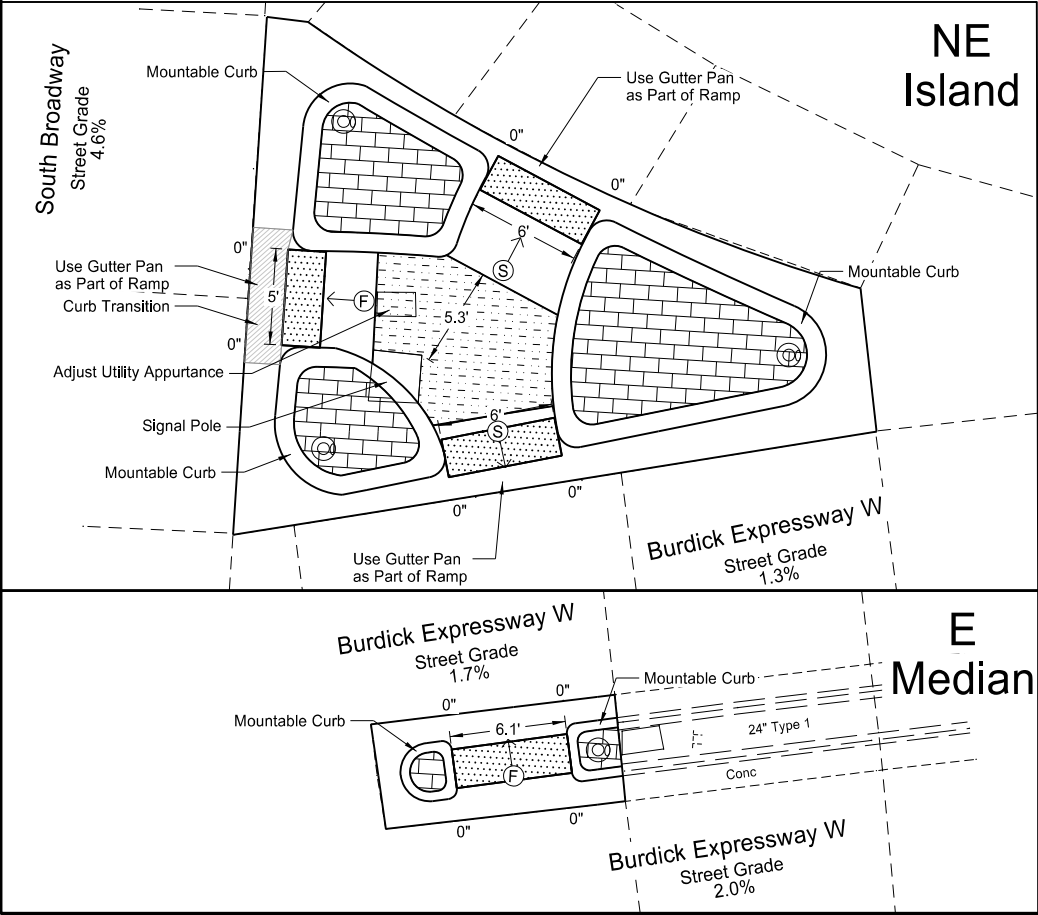 NE
Island
South Broadway
Street Grade
4.6%
Mountable Curb
Use Gutter Pan
as Part of Ramp
0"
0"
6'
S
Mountable Curb
0"
Use Gutter Pan
as Part of Ramp
Curb Transition
5'
F
5.3'
0"
Adjust Utility Appurtance
Signal Pole
6'
S
Mountable Curb
0"
0"
Use Gutter Pan
as Part of Ramp
Burdick Expressway W
Street Grade
1.3%
E
Median
Burdick Expressway W
Street Grade
1.7%
Mountable Curb
0"
0"
Mountable Curb
6.1'
24" Type 1
F
Conc
0"
0"
Burdick Expressway W
Street Grade
2.0%